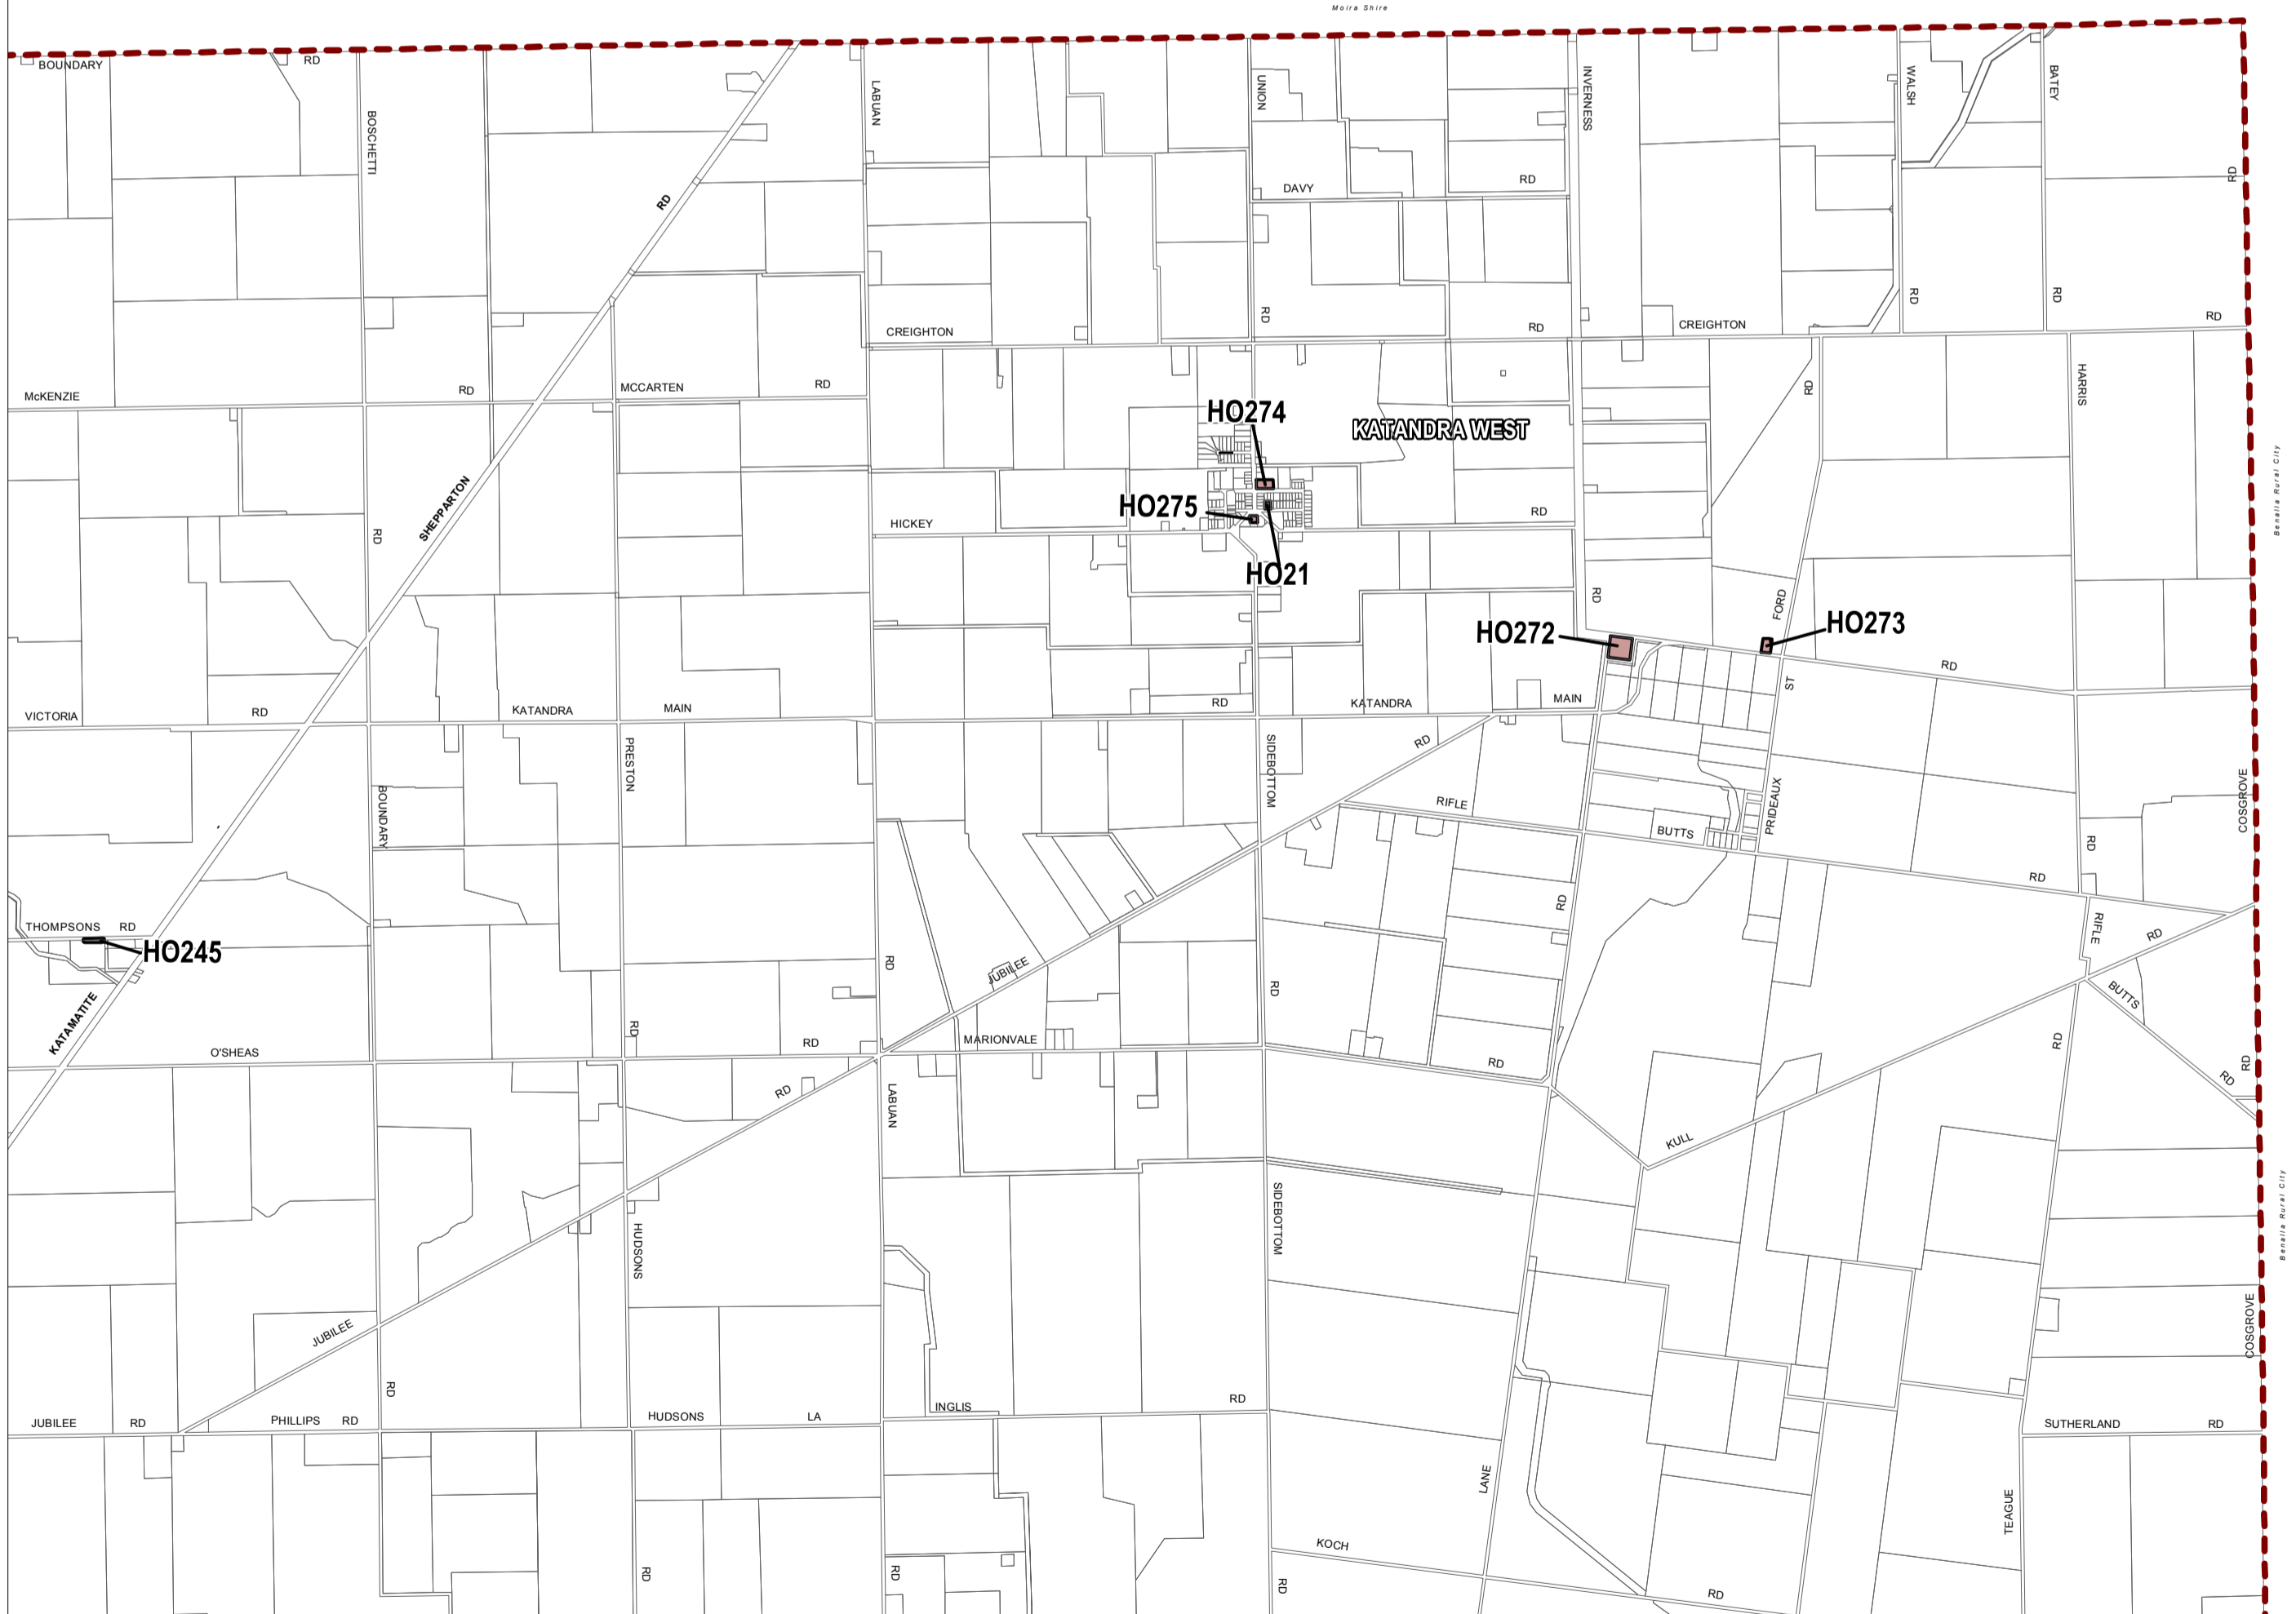 Moira Shire
BOUNDARY RD
BOSCHETTI
LABUAN
UNION
INVERNESS
WALSH
BATEY
RD
RD
DAVY RD
RD
RD
RD
RD
CREIGHTON RD
CREIGHTON
RD
McKENZIE RD
MCCARTEN RD
RD
HARRIS
HO274
KATANDRA WEST
Benalla Rural City
SHEPPARTON
HO275
HICKEY RD
RD
HO21
RD
FORD
HO272
HO273
RD
ST
VICTORIA RD
KATANDRA MAIN RD
KATANDRA MAIN
PRESTON
SIDEBOTTOM
RD
BOUNDARY
RIFLE
BUTTS
PRIDEAUX
COSGROVE
RD
RD
RD
THOMPSONS RD
HO245
RIFLE
RD
RD
JUBILEE
RD
BUTTS
KATAMATITE
RD
O'SHEAS RD
MARIONVALE
RD
RD
RD
RD
RD
LABUAN
KULL
SIDEBOTTOM
HUDSONS
Benalla Rural City
JUBILEE
COSGROVE
RD
JUBILEE RD
PHILLIPS RD
HUDSONS LA
INGLIS RD
SUTHERLAND RD
LANE
TEAGUE
KOCH
RD
RD
RD
RD